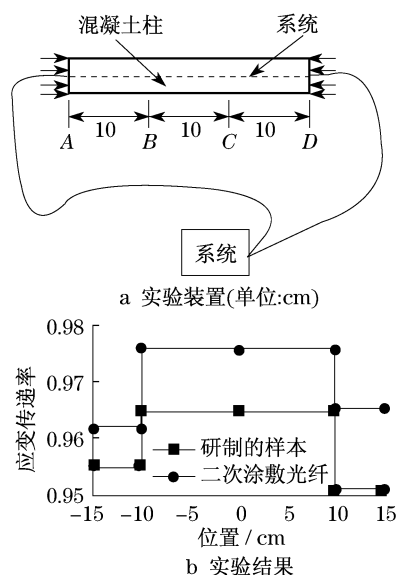 混凝土柱
系统
10 10 10
A B C D
系统
a 实验装置(单位:cm)
应变传递率
0.98
0.97
0.96
0.95
研制的样本
二次涂敷光纤
-15 -10 -5 0 5 10 15
位置/cm
b 实验结果